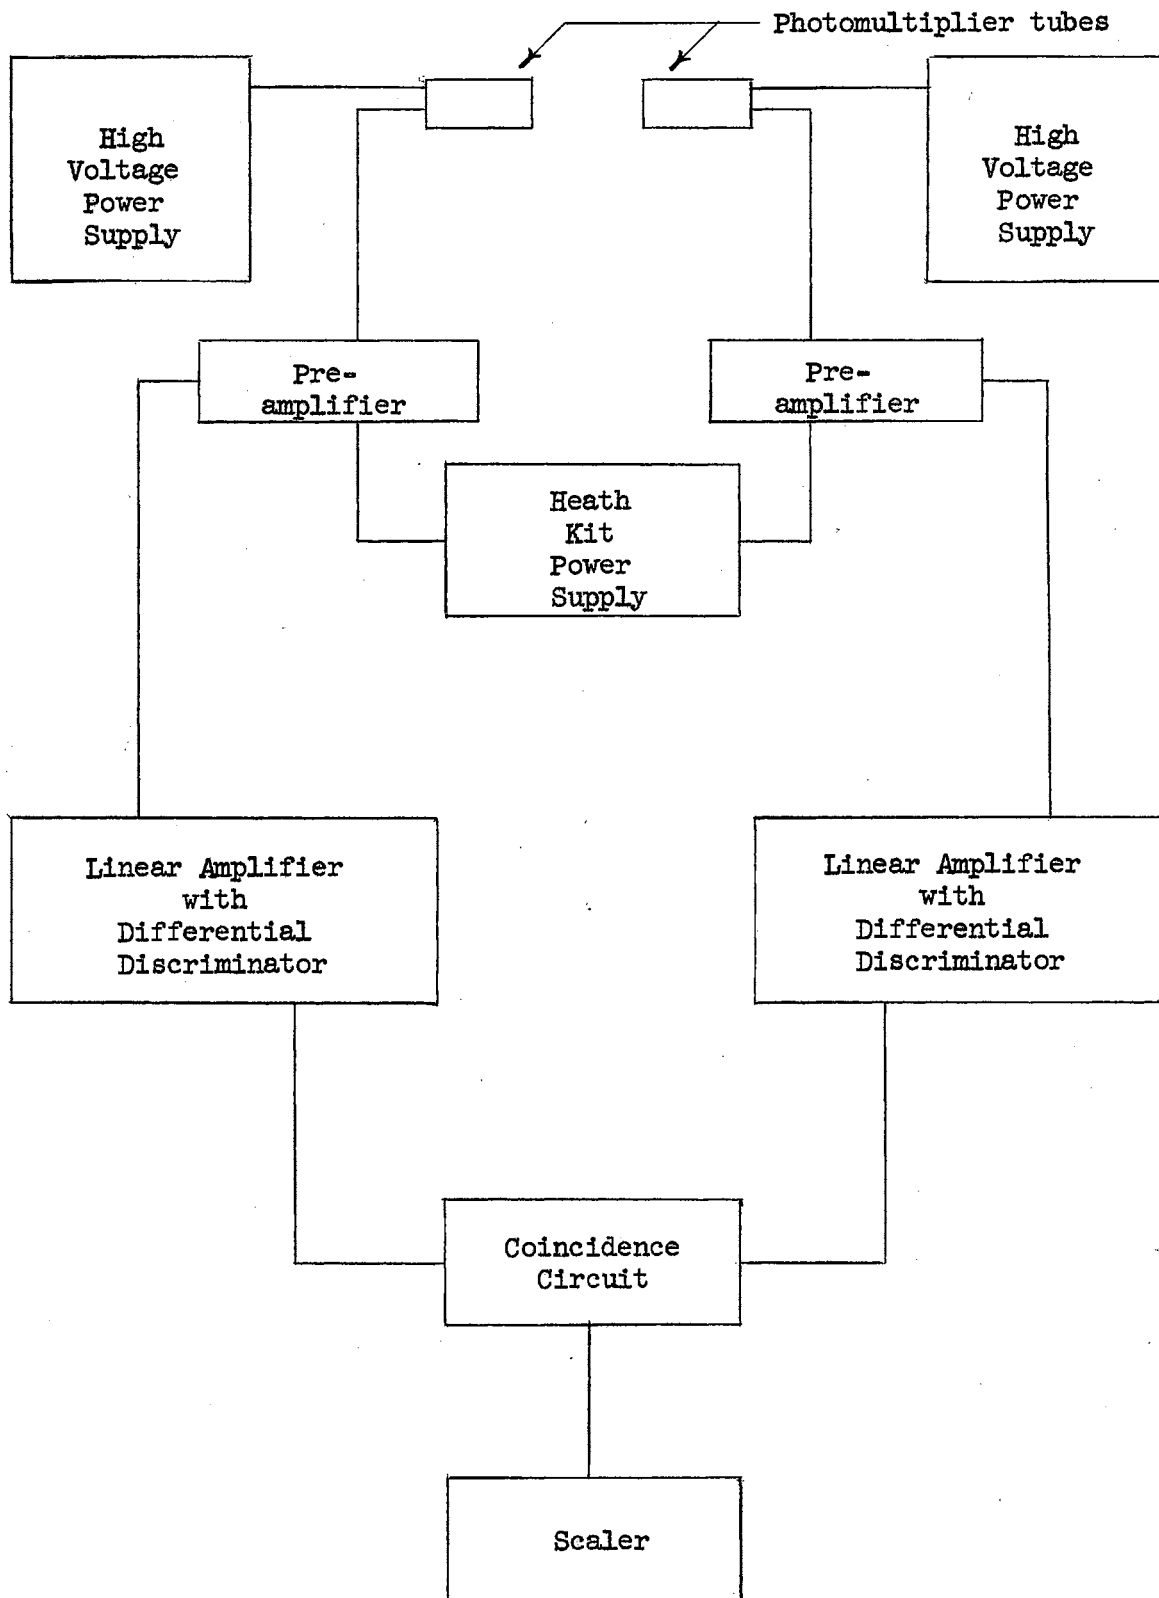 Photomultiplier tubes
High
Voltage
Power
Supply
High
Voltage
Power
Supply
Pre-
amplifier
Pre-
amplifier
Heath
Kit
Power
Supply
Linear Amplifier
with
Differential
Discriminator
Linear Amplifier
with
Differential
Discriminator
Coincidence
Circuit
Scaler